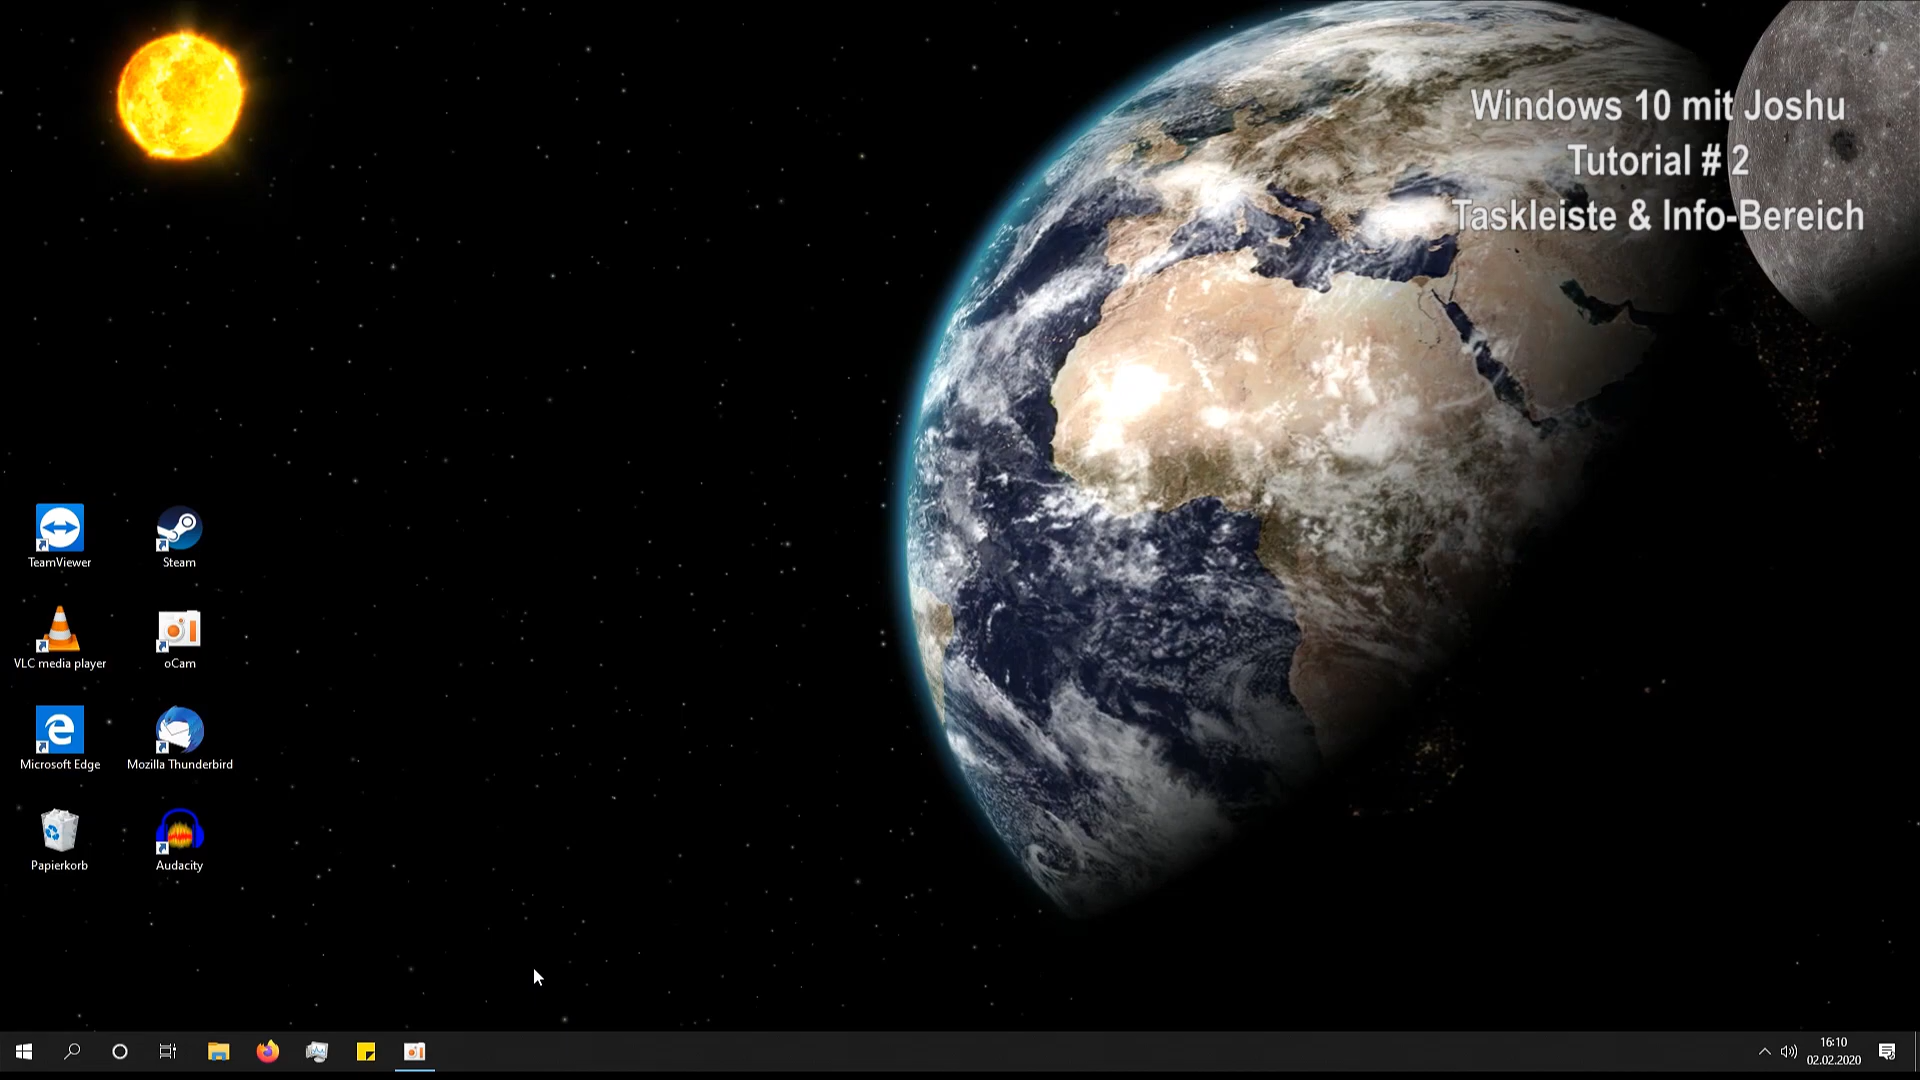 Windows 10 mit Joshu
Tutorial # 2
Taskleiste & Info-Bereich
TeamViewer
Steam
VLC media player
oCam
Microsoft Edge
Mozilla Thunderbird
Papierkorb
Audacity
16:10
02.02.2020